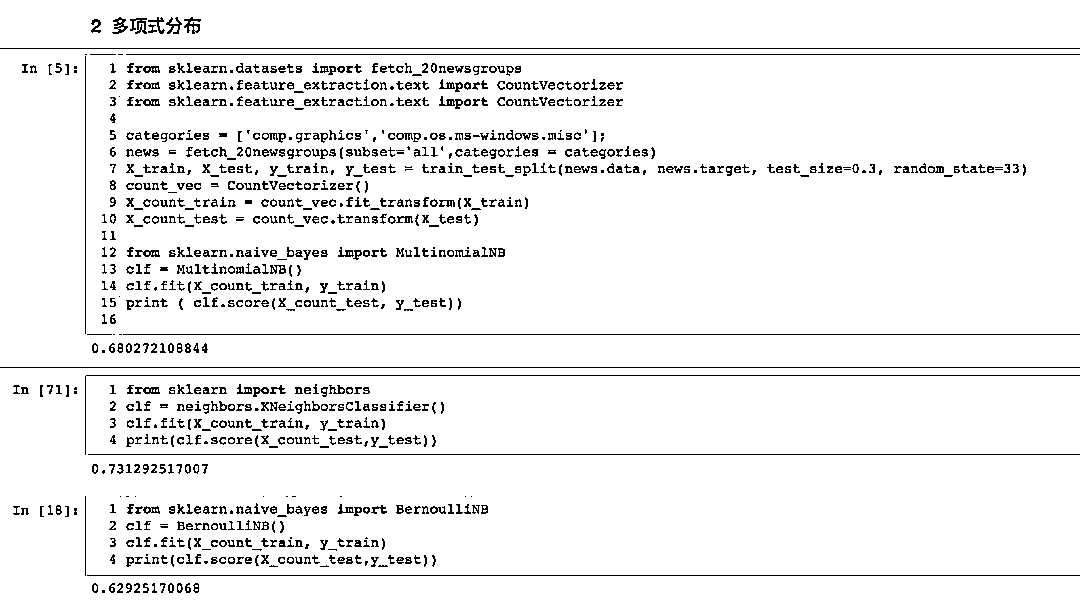 2 多项式分布
In [5]:
1 from sklearn.datasets import fetch_20newsgroups
2 from sklearn.feature_extraction.text import CountVectorizer
3 from sklearn.feature_extraction.text import CountVectorizer
4
5 categories = ['comp.graphics','comp.os.ms-windows.misc'];
6 news = fetch_20newsgroups(subset='all',categories = categories)
7 X_train, X_test, y_train, y_test = train_test_split(news.data, news.target, test_size=0.3, random_state=33)
8 count_vec = CountVectorizer()
9 X_count_train = count_vec.fit_transform(X_train)
10 X_count_test = count_vec.transform(X_test)
11
12 from sklearn.naive_bayes import MultinomialNB
13 clf = MultinomialNB()
14 clf.fit(X_count_train, y_train)
15 print ( clf.score(X_count_test, y_test))
16
0.680272108844
In [71]:
1 from sklearn import neighbors
2 clf = neighbors.KNeighborsClassifier()
3 clf.fit(X_count_train, y_train)
4 print(clf.score(X_count_test,y_test))
0.731292517007
In [18]:
1 from sklearn.naive_bayes import BernoulliNB
2 clf = BernoulliNB()
3 clf.fit(X_count_train, y_train)
4 print(clf.score(X_count_test,y_test))
0.62925170068